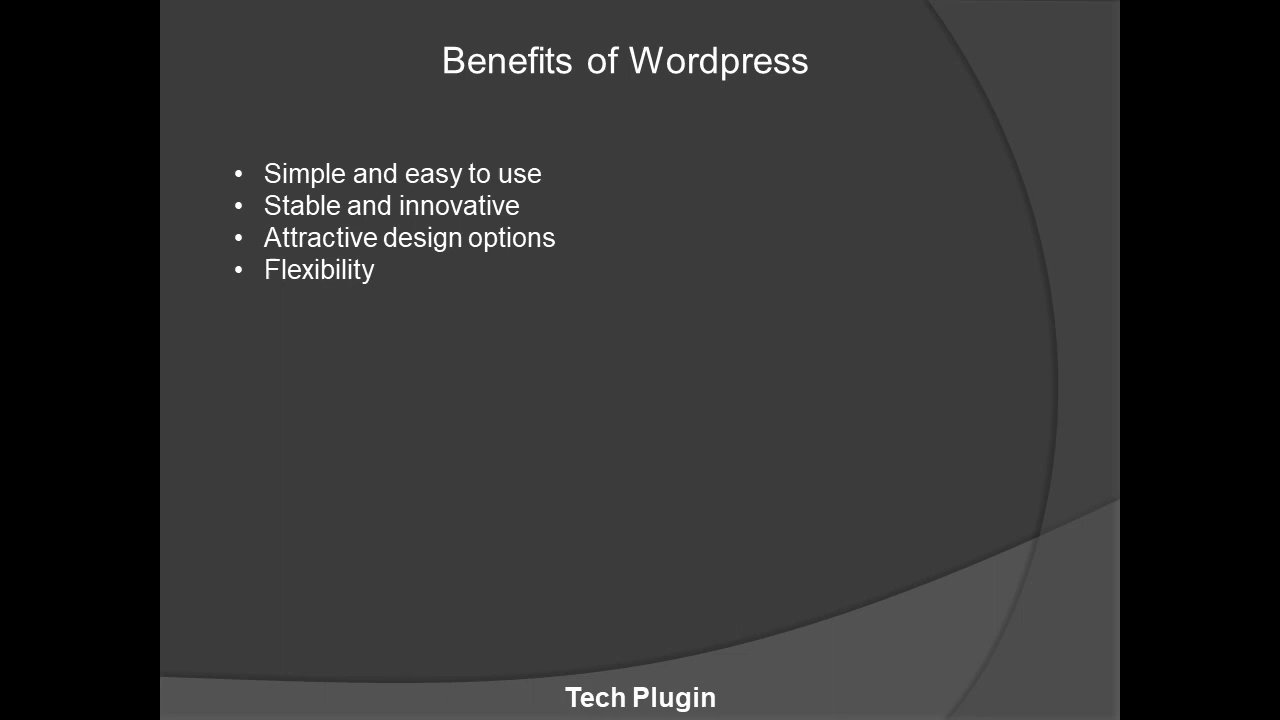 Benefits of Wordpress
• Simple and easy to use
• Stable and innovative
• Attractive design options
• Flexibility
Tech Plugin